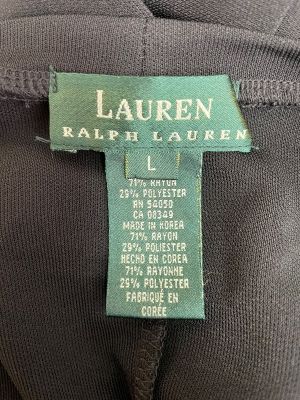 LAUREN
RALPH LAUREN
L
71% RAYON
29% POLYESTER
RN 54050
CA 08349
MADE IN KOREA
71% RAYON
29% POLIESTER
HECHO EN COREA
71% RAYONNE
29% POLYESTER
FABRIQUÉ EN
CORÉE